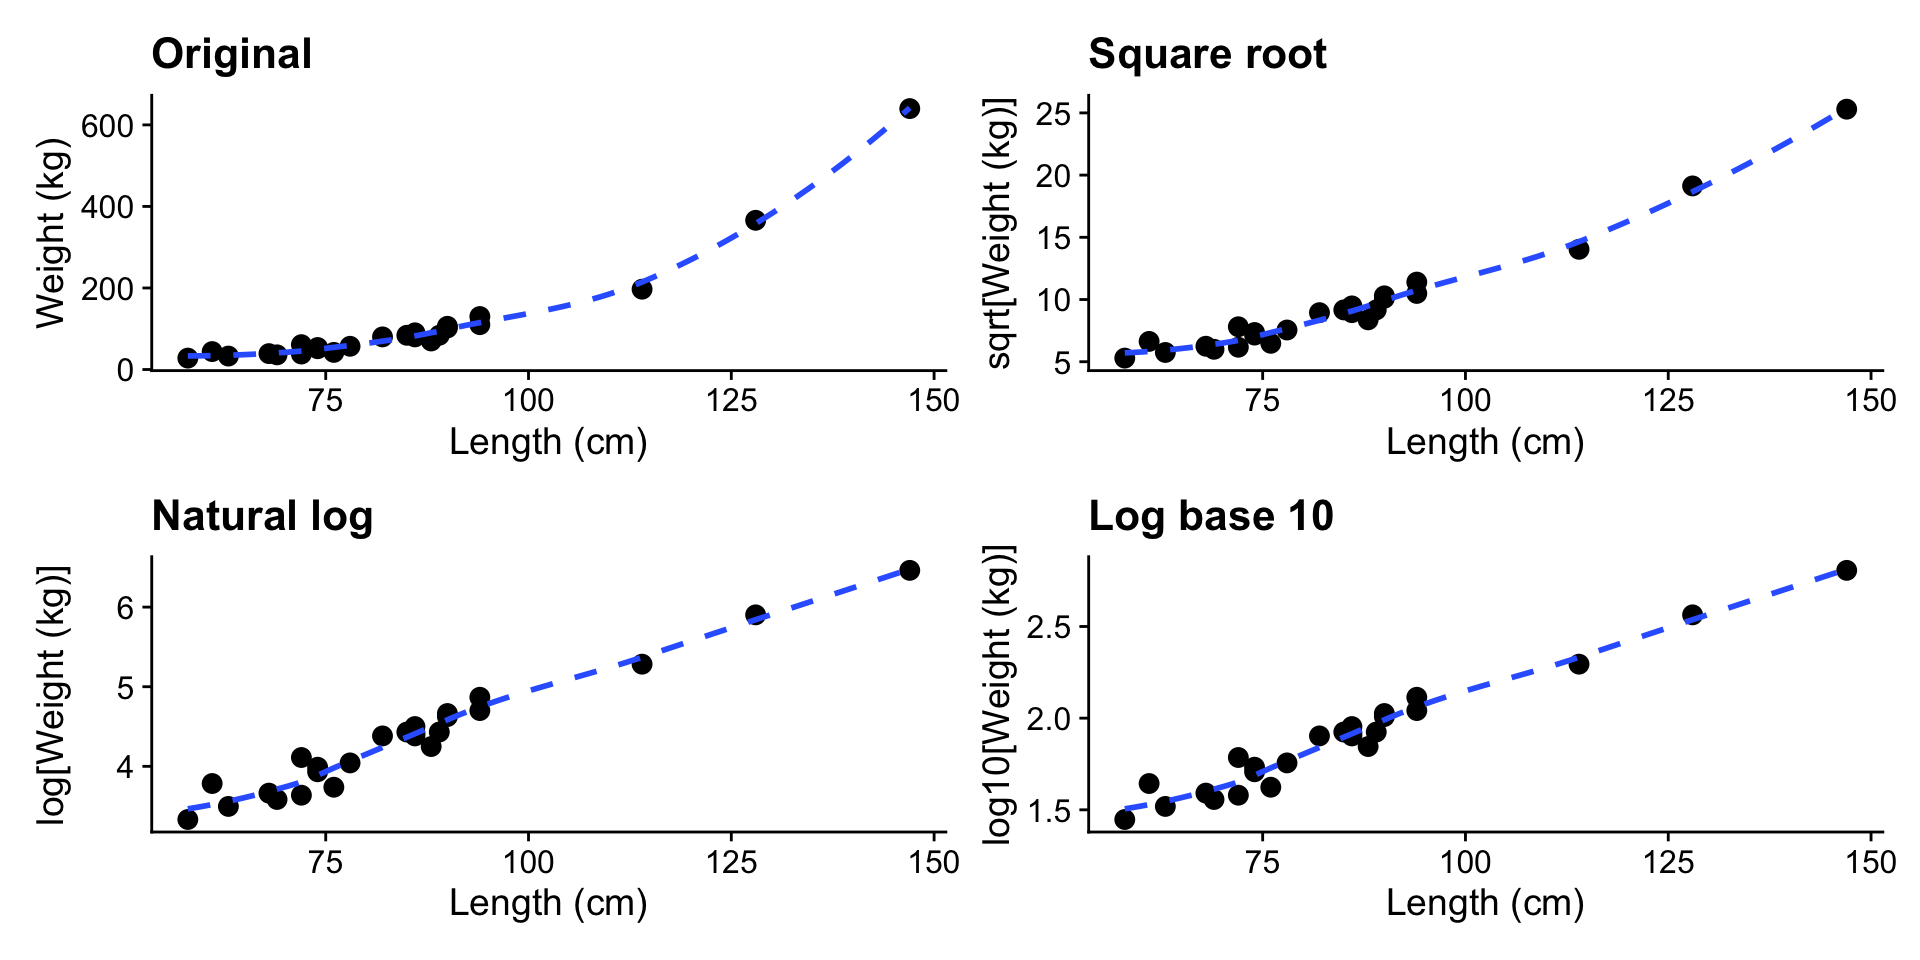 Original
Weight (kg)
600
400
200
0
75 100 125 150
Length (cm)
Square root
sqrt[Weight (kg)]
25
20
15
10
5
75 100 125 150
Length (cm)
Natural log
log[Weight (kg)]
6
5
4
75 100 125 150
Length (cm)
Log base 10
log10[Weight (kg)]
2.5
2.0
1.5
75 100 125 150
Length (cm)